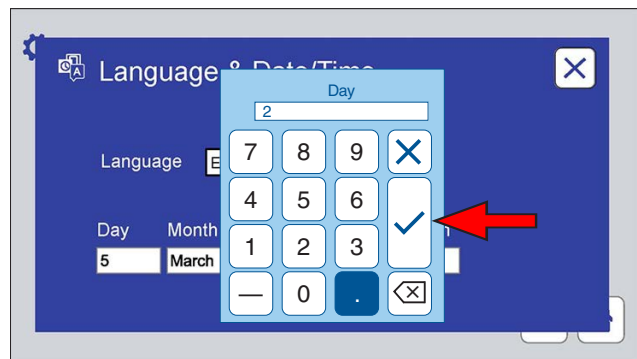 Language & Date/Time
Day
2
7 8 9
Language E
4 5 6
Day Month
1 2 3
5 March
— 0 .